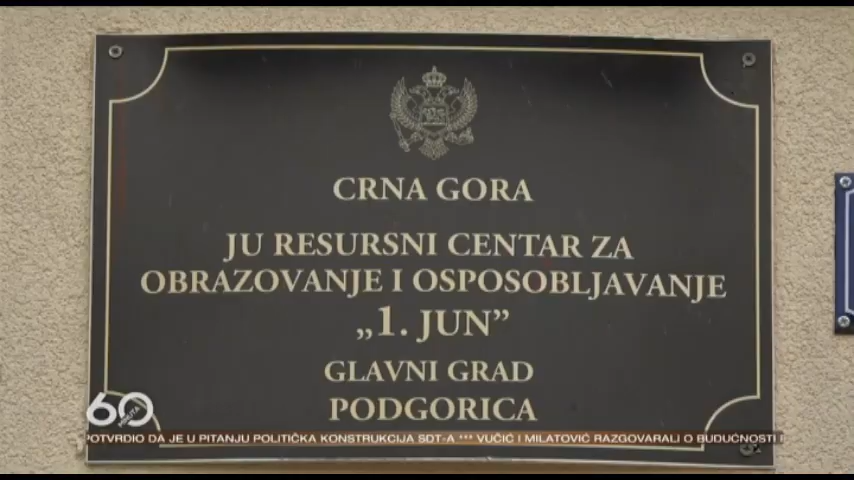 CRNA GORA
JU RESURSNI CENTAR ZA
OBRAZOVANJE I OSPOSOBLJAVANJE
„1. JUN”
GLAVNI GRAD
PODGORICA
60
MINUTA
POTVRDIO DA JE U PITANJU POLITIČKA KONSTRUKCIJA SDT-A *** VUČIĆ I MILATOVIĆ RAZGOVARALI O BUDUĆNOSTI